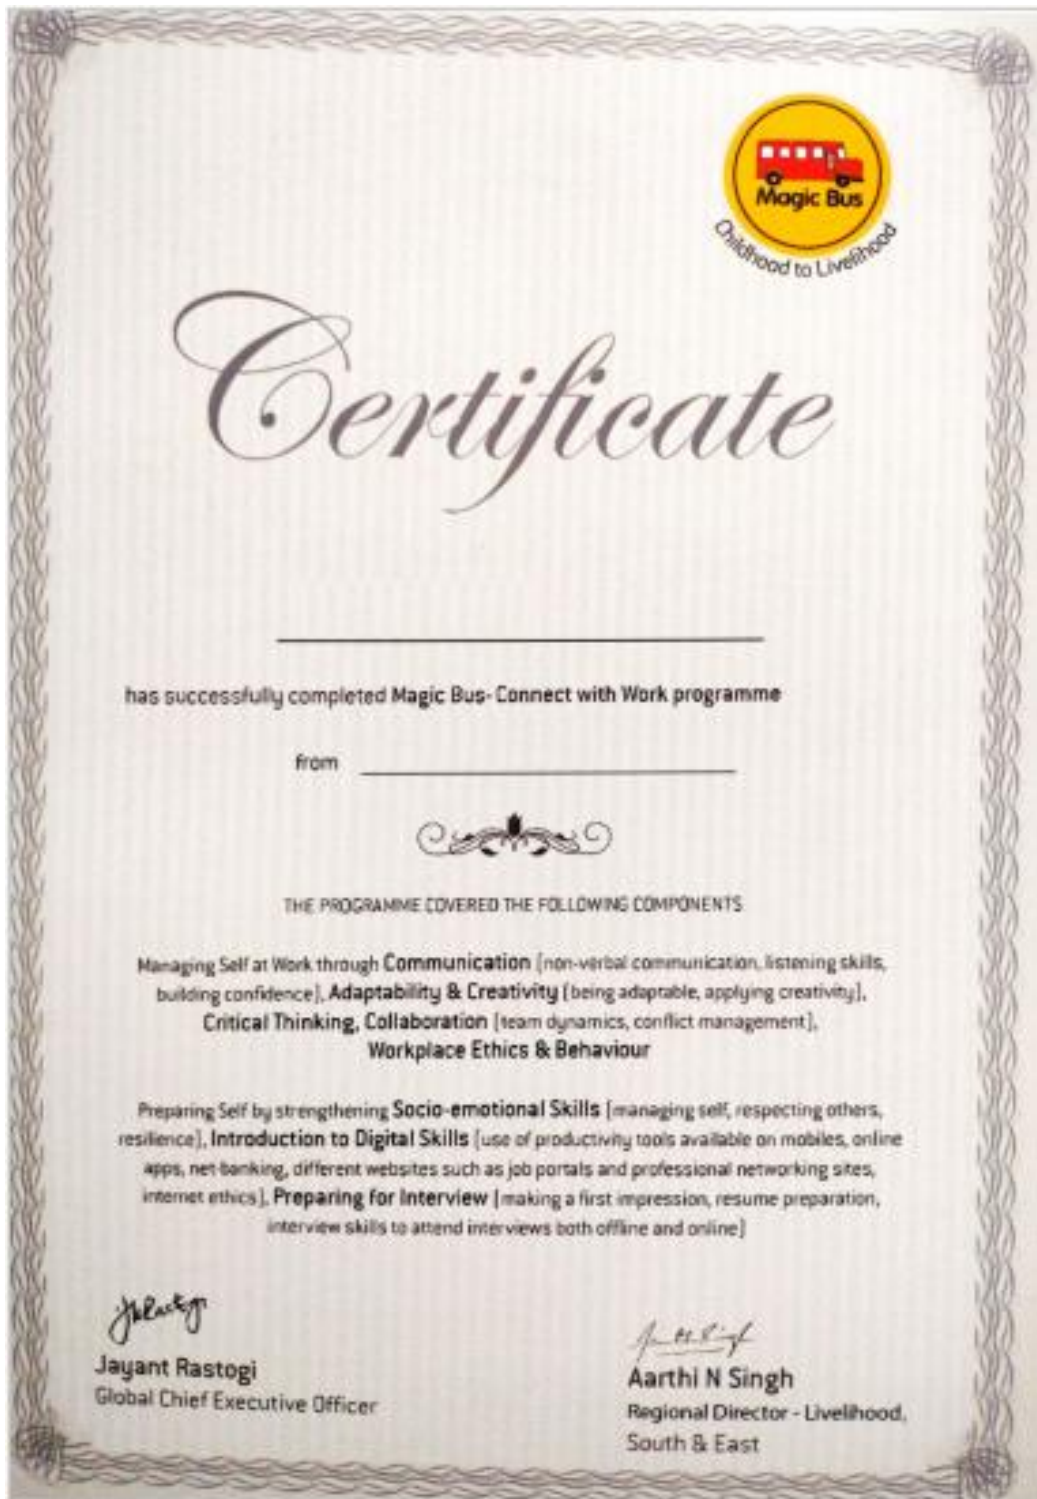 Magic Bus
Childhood to Livelihood
Certificate
has successfully completed Magic Bus- Connect with Work programme
from
THE PROGRAMME COVERED THE FOLLOWING COMPONENTS
Managing Self at Work through Communication [non-verbal communication, listening skills,
building confidence], Adaptability & Creativity [being adaptable, applying creativity],
Critical Thinking, Collaboration [team dynamics, conflict management],
Workplace Ethics & Behaviour
Preparing Self by strengthening Socio-emotional Skills [managing self, respecting others,
resilience], Introduction to Digital Skills [use of productivity tools available on mobiles, online
apps, net-banking, different websites such as job portals and professional networking sites,
internet ethics], Preparing for Interview [making a first impression, resume preparation,
interview skills to attend interviews both offline and online]
Jayant Rastogi
Global Chief Executive Officer
Aarthi N Singh
Regional Director - Livelihood,
South & East